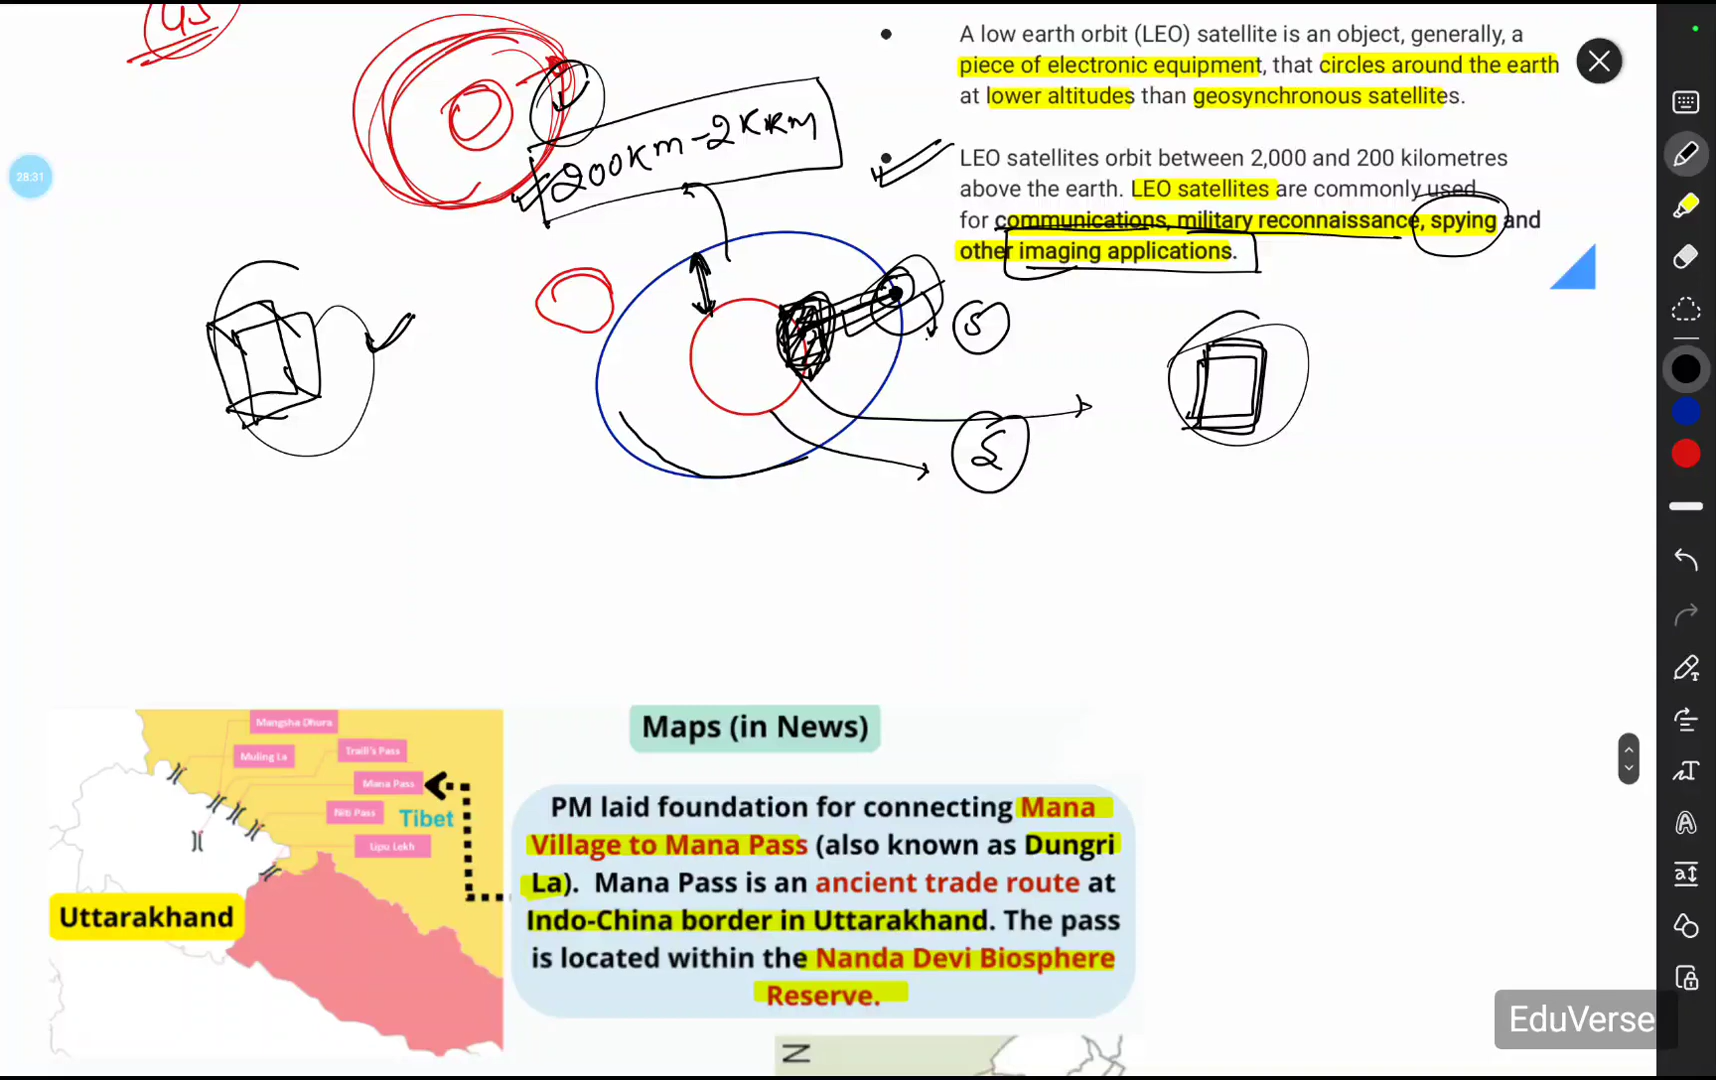 45
28:31
200Km-2KKm
A low earth orbit (LEO) satellite is an object, generally, a
piece of electronic equipment, that circles around the earth
at lower altitudes than geosynchronous satellites.
LEO satellites orbit between 2,000 and 200 kilometres
above the earth. LEO satellites are commonly used
for communications, military reconnaissance, spying and
other imaging applications.
S
S
Mangsha Dhura
Muling La
Traill's Pass
Mana Pass
Niti Pass
Tibet
Lipu Lekh
Uttarakhand
Maps (in News)
PM laid foundation for connecting Mana
Village to Mana Pass (also known as Dungri
La). Mana Pass is an ancient trade route at
Indo-China border in Uttarakhand. The pass
is located within the Nanda Devi Biosphere
Reserve.
EduVerse